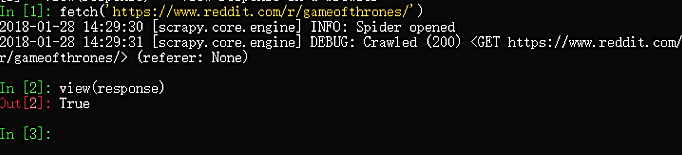 In [1]: fetch('https://www.reddit.com/r/gameofthrones/')
2018-01-28 14:29:30 [scrapy.core.engine] INFO: Spider opened
2018-01-28 14:29:31 [scrapy.core.engine] DEBUG: Crawled (200) <GET https://www.reddit.com/
r/gameofthrones/> (referer: None)
In [2]: view(response)
Out[2]: True
In [3]: